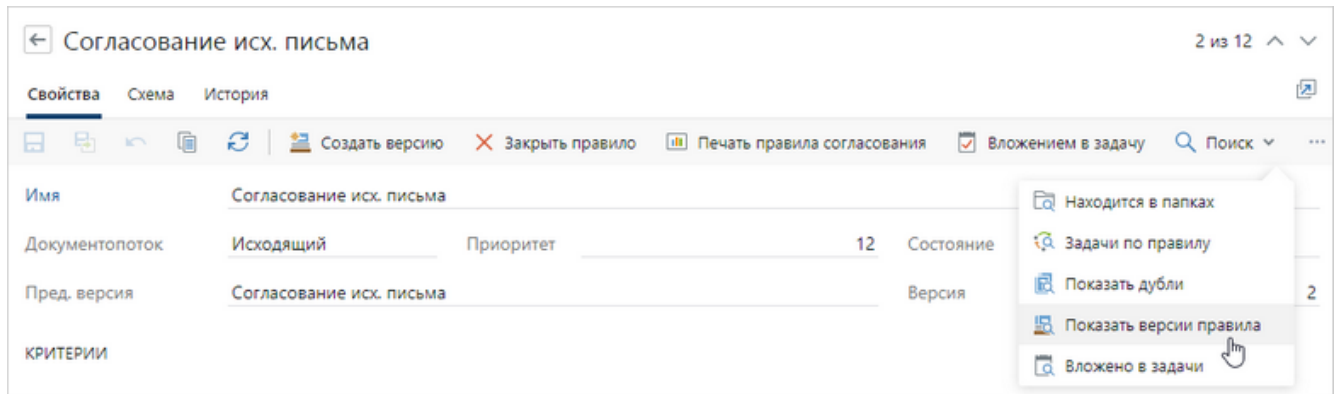 Согласование исх. письма
2 из 12
Свойства Схема История
Создать версию Закрыть правило Печать правила согласования Вложением в задачу Поиск ...
Имя Согласование исх. письма
Находится в папках
Документопоток Исходящий Приоритет 12 Состояние
Задачи по правилу
Показать дубли
Пред. версия Согласование исх. письма Версия 2
Показать версии правила
КРИТЕРИИ
Вложено в задачи